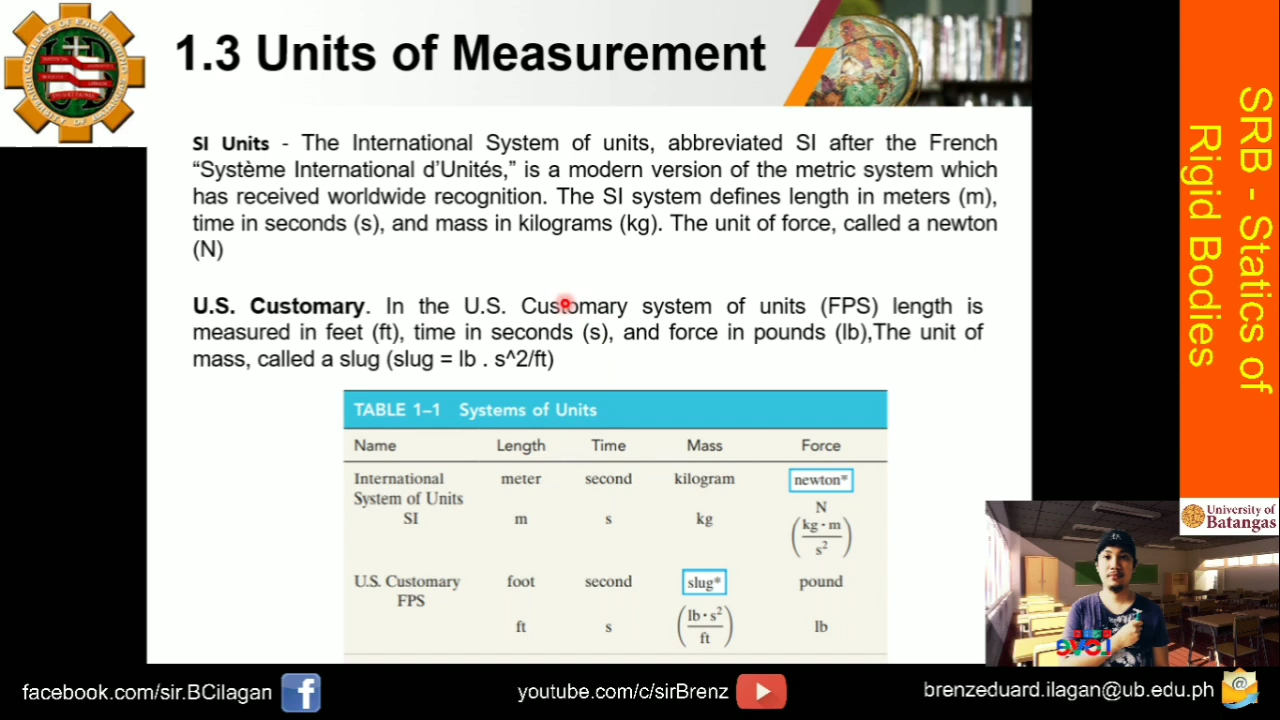 1.3 Units of Measurement
SI Units - The International System of units, abbreviated SI after the French
“Système International d’Unités,” is a modern version of the metric system which
has received worldwide recognition. The SI system defines length in meters (m),
time in seconds (s), and mass in kilograms (kg). The unit of force, called a newton
(N)
U.S. Customary. In the U.S. Customary system of units (FPS) length is
measured in feet (ft), time in seconds (s), and force in pounds (lb),The unit of
mass, called a slug (slug = lb . s^2/ft)
TABLE 1–1 Systems of Units
Name Length Time Mass Force
International meter second kilogram newton*
System of Units
SI m s kg N
(kg·m/s²)
U.S. Customary foot second slug* pound
FPS
ft s (lb·s²/ft) lb
SRB - Statics of
Rigid Bodies
University of
Batangas
facebook.com/sir.BCilagan
youtube.com/c/sirBrenz
brenzeduard.ilagan@ub.edu.ph